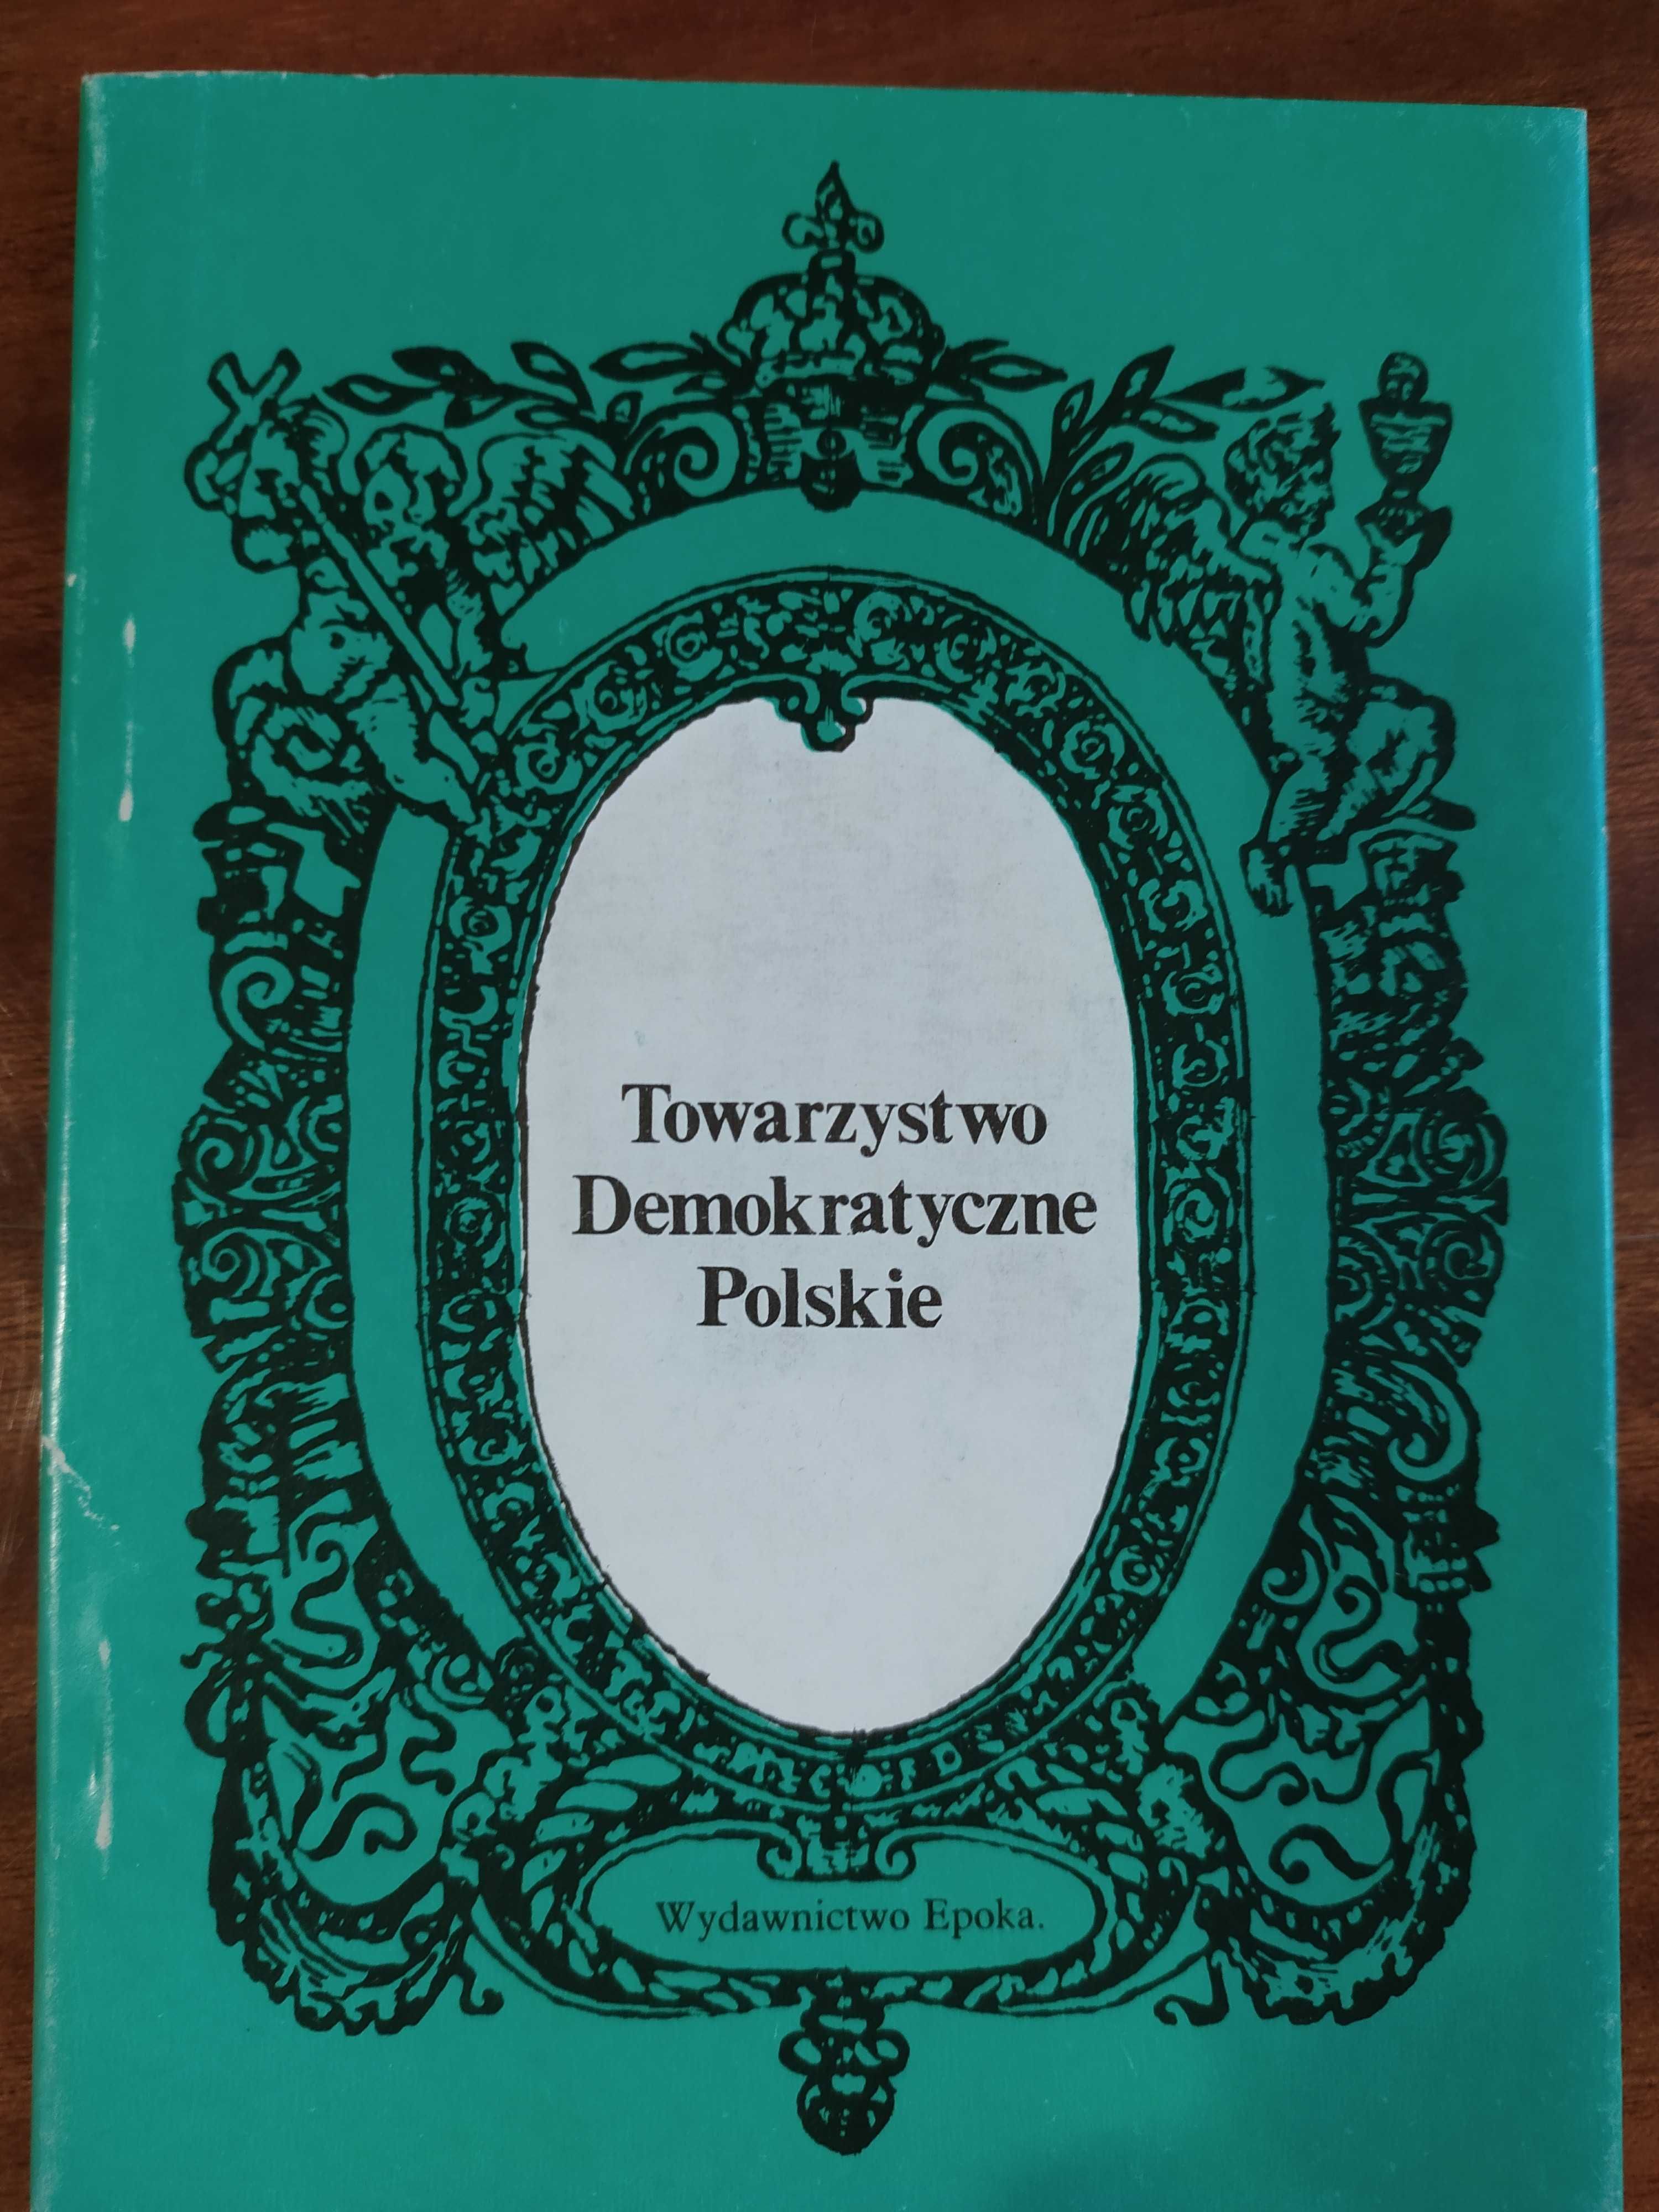 Towarzystwo
Demokratyczne
Polskie
Wydawnictwo Epoka.